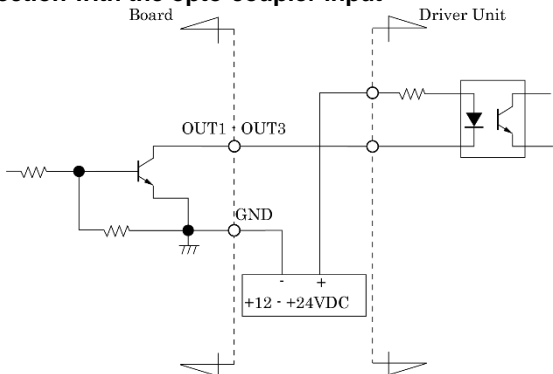 ection with the opto-coupler input
Board
Driver Unit
OUT1 · OUT3
GND
- +
+12 - +24VDC